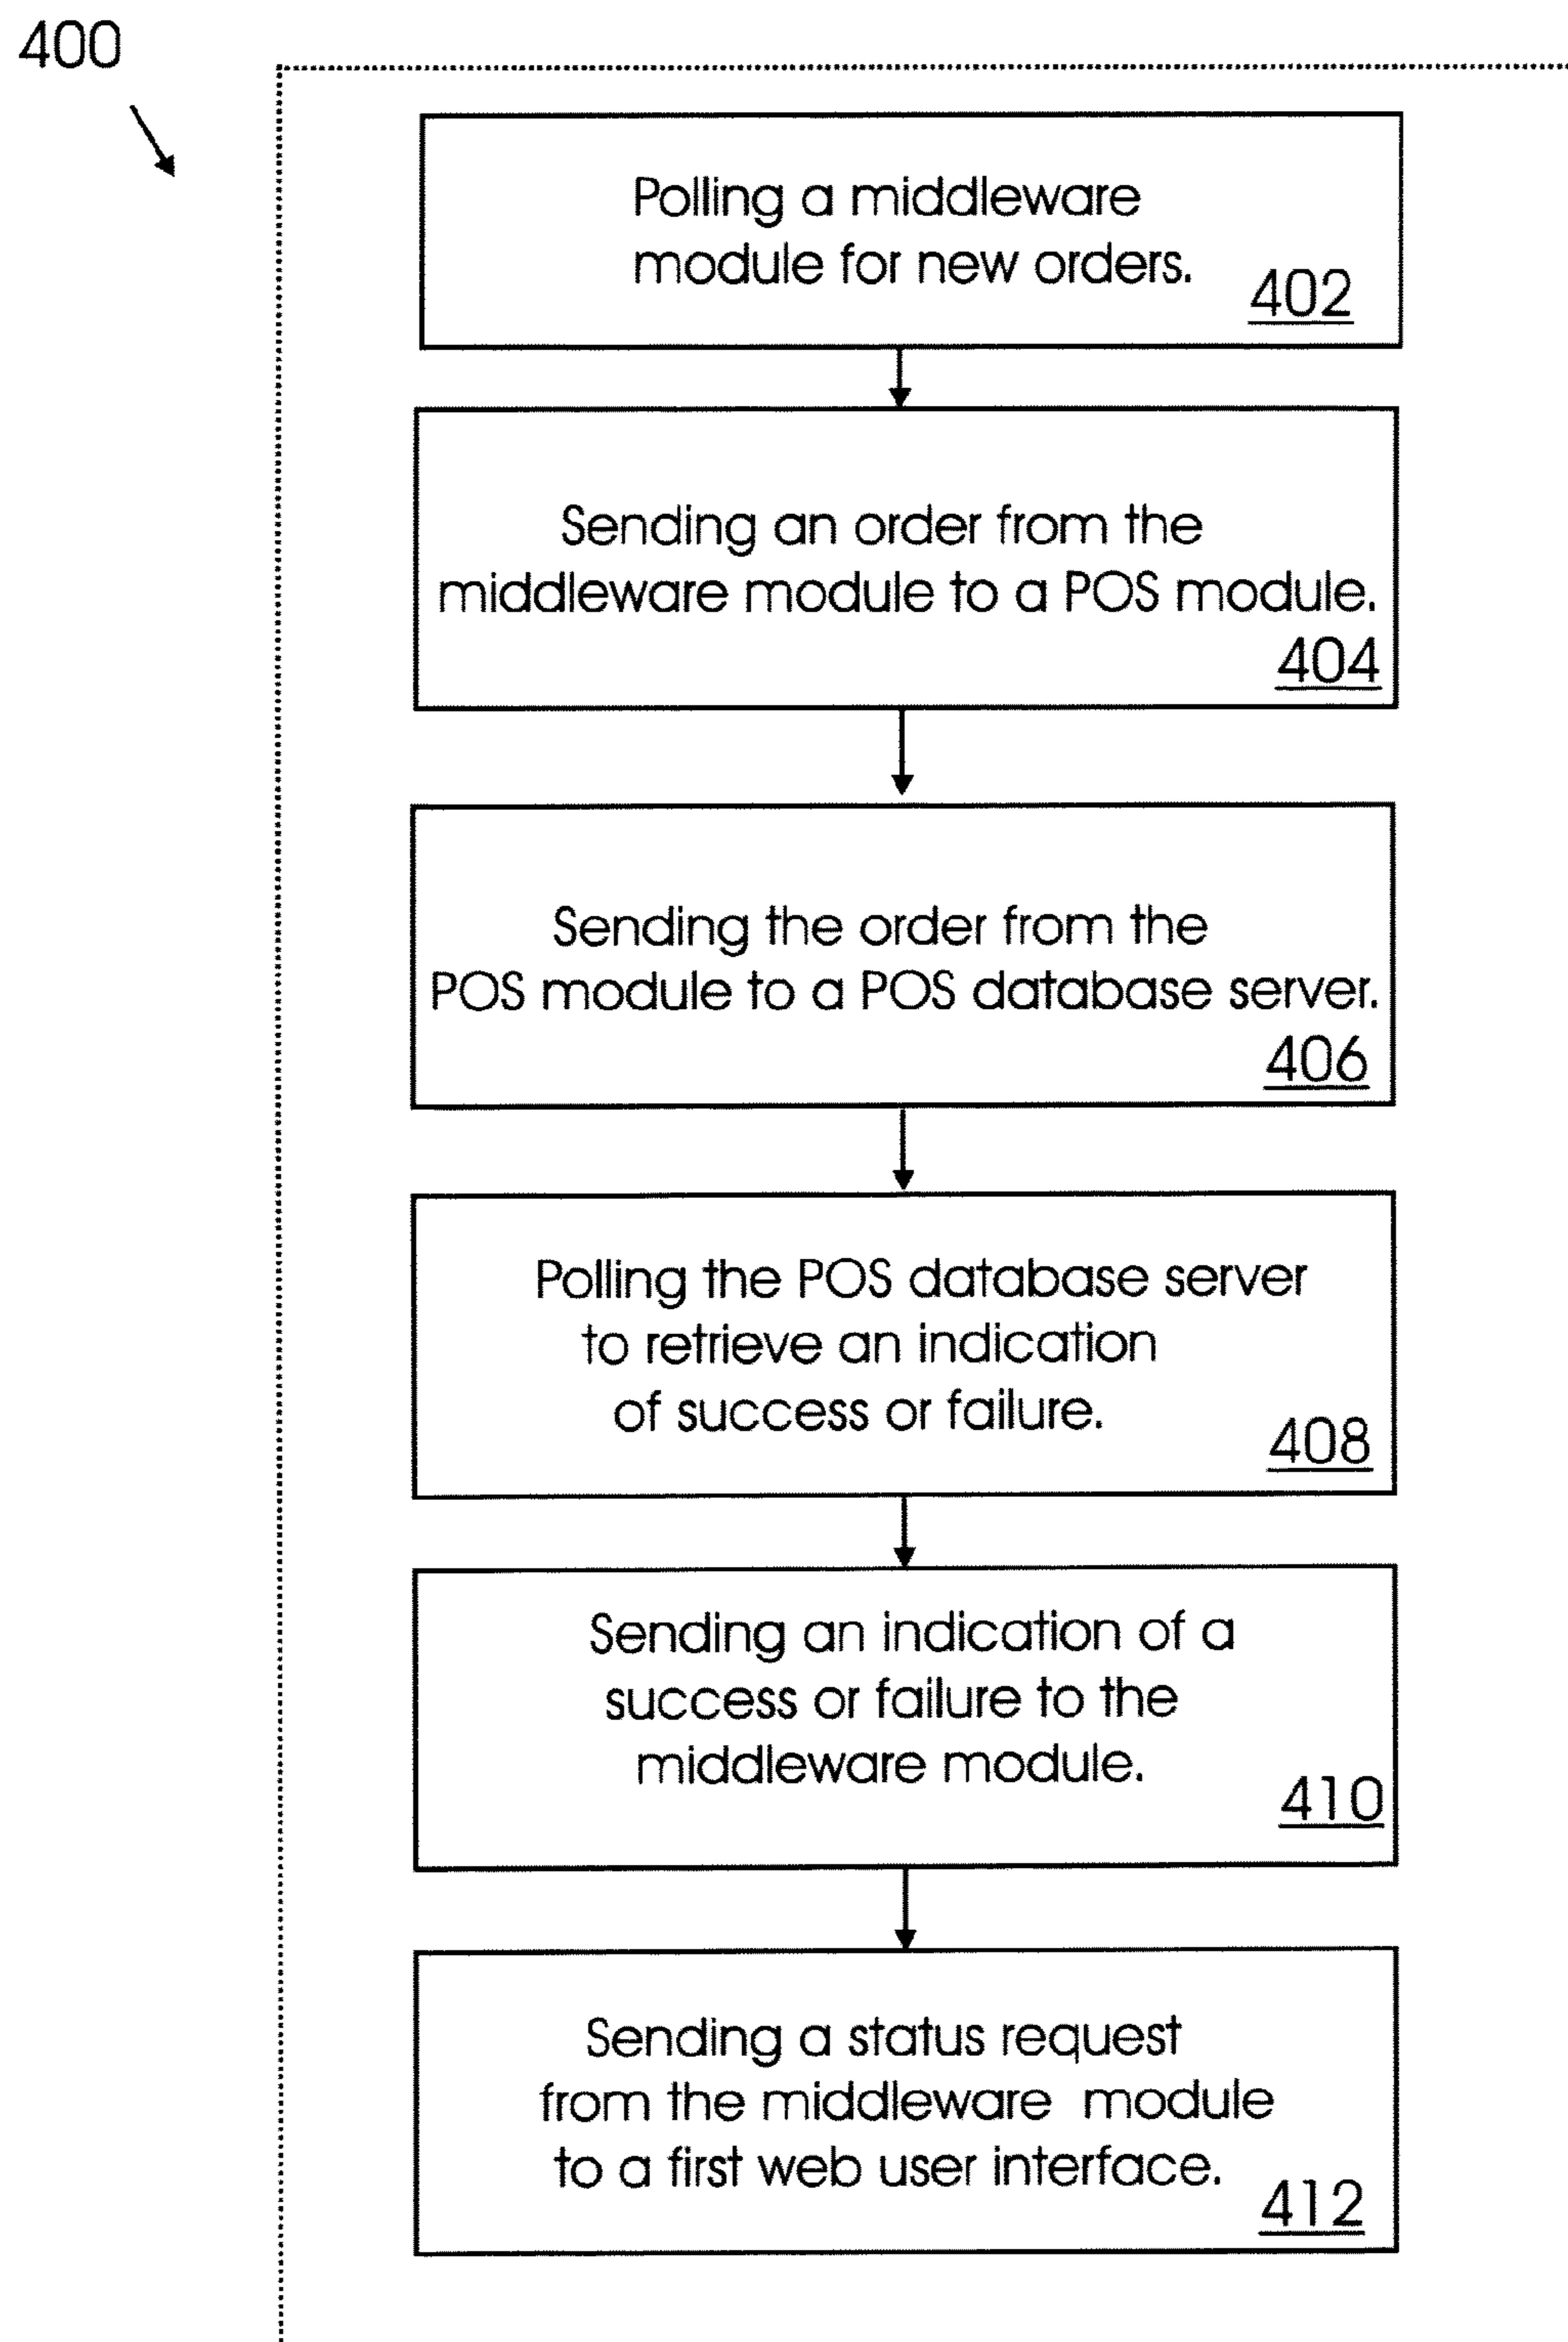 400
Polling a middleware
module for new orders.
402
Sending an order from the
middleware module to a POS module.
404
Sending the order from the
POS module to a POS database server.
406
Polling the POS database server
to retrieve an indication
of success or failure.
408
Sending an indication of a
success or failure to the
middleware module.
410
Sending a status request
from the middleware module
to a first web user interface.
412